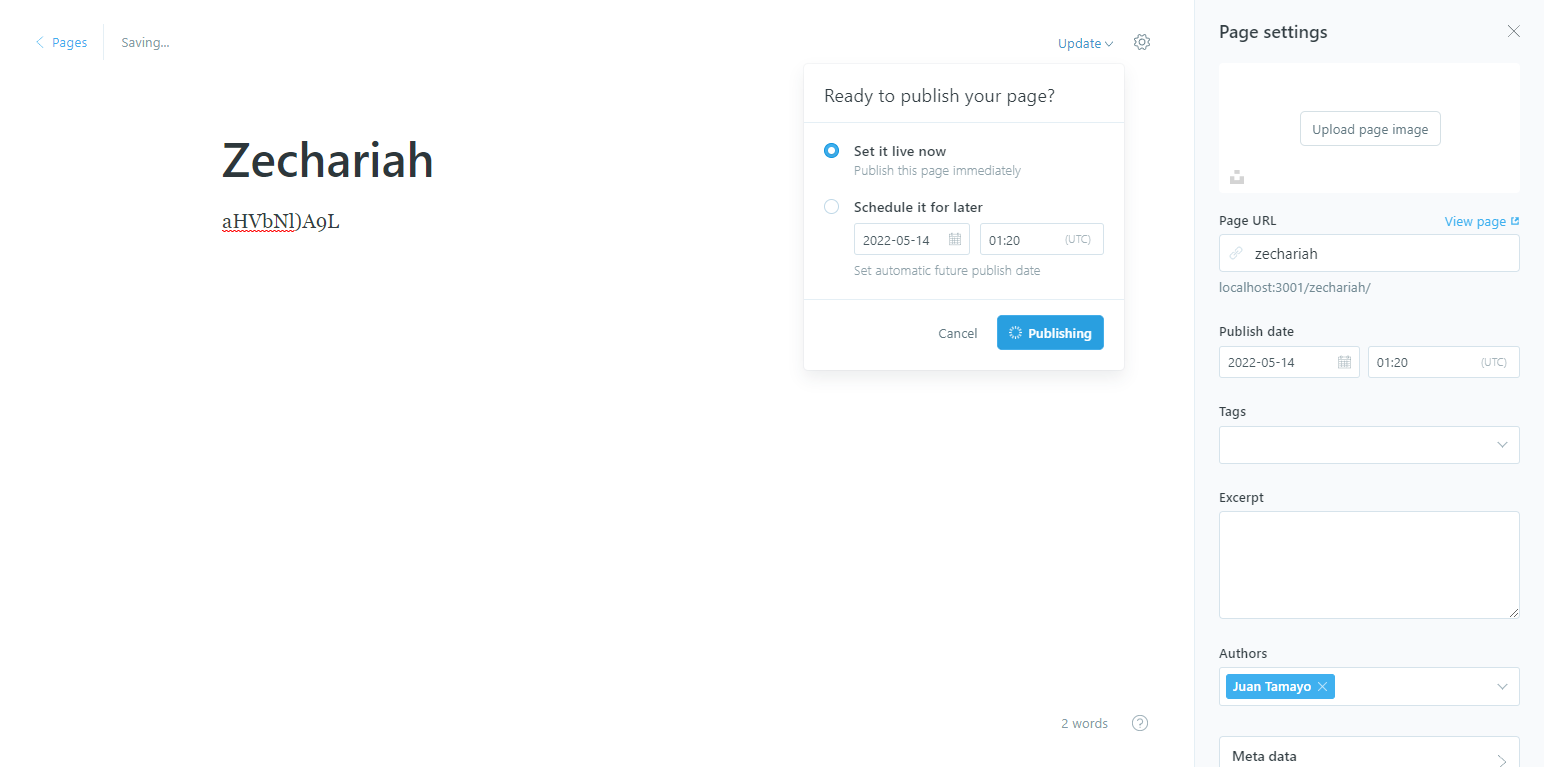 Pages
Saving...
Update
Ready to publish your page?
Set it live now
Publish this page immediately
Schedule it for later
2022-05-14
01:20
(UTC)
Set automatic future publish date
Cancel
Publishing
Zechariah
aHVbNl)A9L
2 words
?
Page settings
Upload page image
Page URL
View page
zechariah
localhost:3001/zechariah/
Publish date
2022-05-14
01:20
(UTC)
Tags
Excerpt
Authors
Juan Tamayo
Meta data